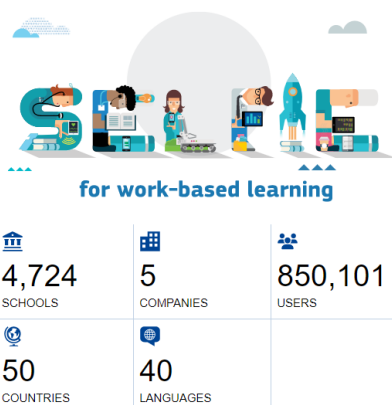 SELFIE
for work-based learning
4,724
SCHOOLS
5
COMPANIES
850,101
USERS
50
COUNTRIES
40
LANGUAGES